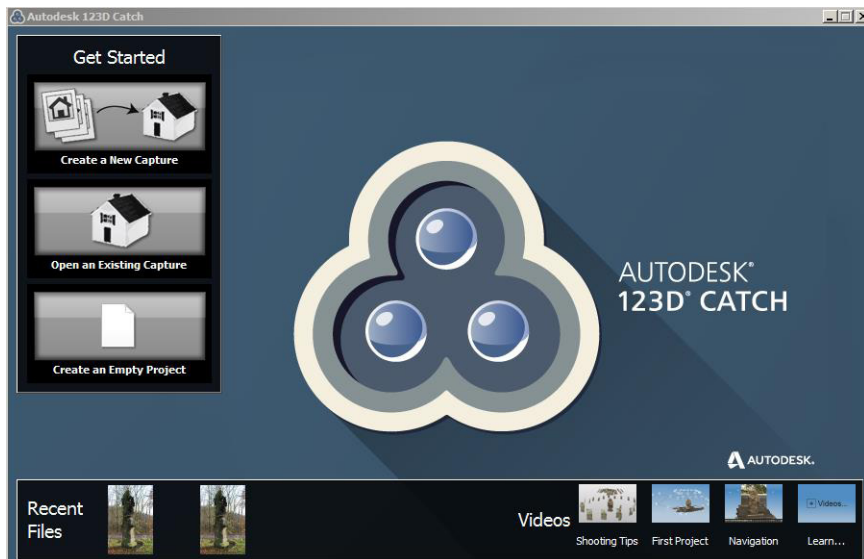 Autodesk 123D Catch
Get Started
Create a New Capture
Open an Existing Capture
Create an Empty Project
AUTODESK®
123D® CATCH
AUTODESK.
Recent
Files
Videos
Shooting Tips
First Project
Navigation
Videos...
Learn...